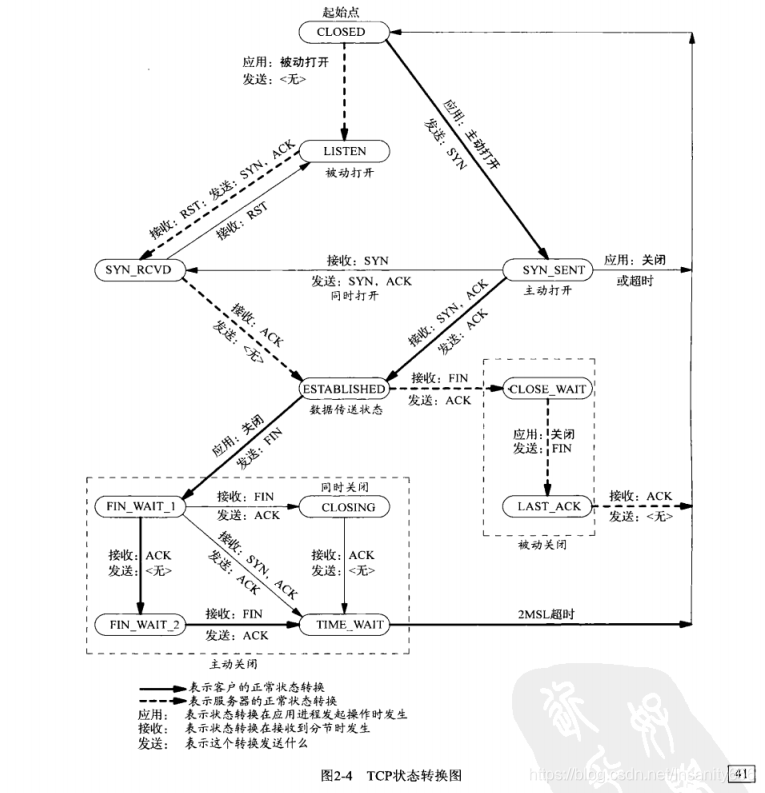 起始点
CLOSED
应用：被动打开
发送：<无>
应用：主动打开
发送：SYN
LISTEN
被动打开
接收：RST；发送：SYN，ACK
接收：RST
SYN_RCVD
接收：SYN
发送：SYN，ACK
同时打开
SYN_SENT
主动打开
应用：关闭
或超时
接收：ACK
发送：<无>
接收：SYN，ACK
发送：ACK
ESTABLISHED
数据传送状态
接收：FIN
发送：ACK
CLOSE_WAIT
应用：关闭
发送：FIN
应用：关闭
发送：FIN
LAST_ACK
被动关闭
接收：ACK
发送：<无>
同时关闭
FIN_WAIT_1
接收：FIN
发送：ACK
CLOSING
接收：ACK
发送：<无>
接收：SYN，ACK
发送：ACK
接收：ACK
发送：<无>
FIN_WAIT_2
接收：FIN
发送：ACK
TIME_WAIT
2MSL超时
主动关闭
表示客户的正常状态转换
表示服务器的正常状态转换
应用： 表示状态转换在应用进程发起操作时发生
接收： 表示状态转换在接收到分节时发生
发送： 表示这个转换发送什么
图2-4 TCP状态转换图
41